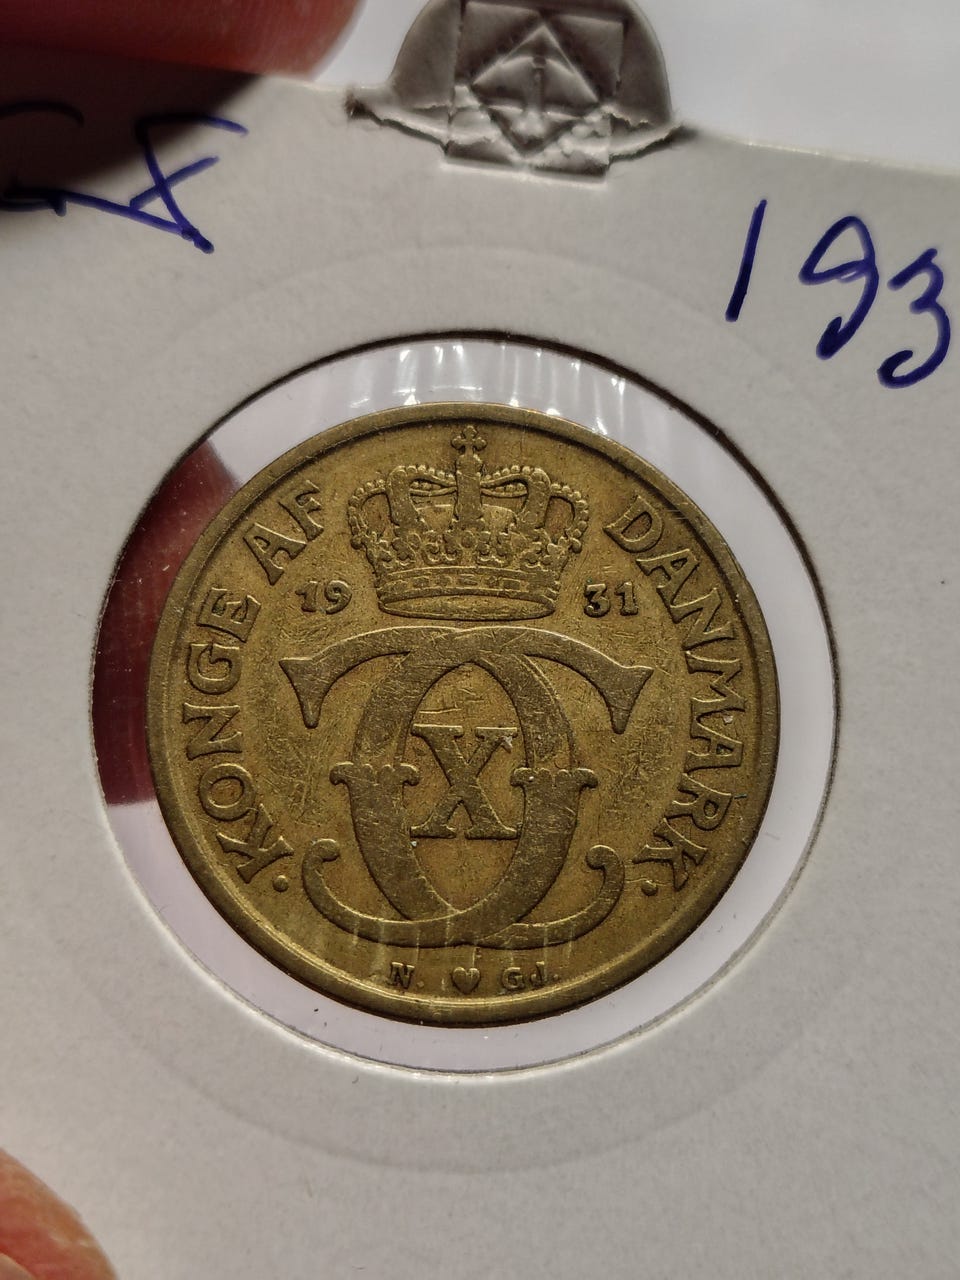 193
KONGE AF DANMARK
19 31
C X C
N. ♥ GJ.